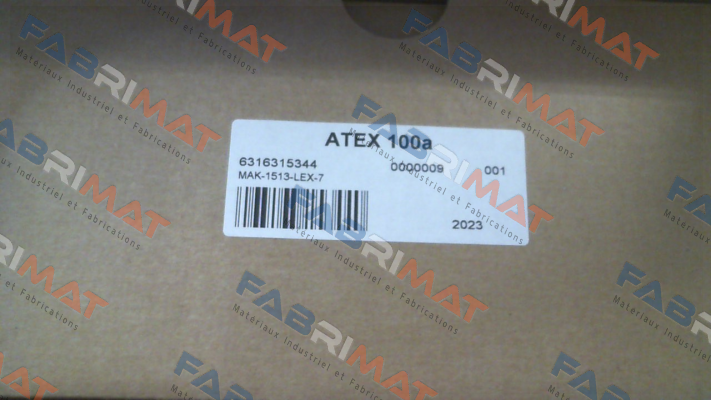 ATEX 100a
6316315344 0000009 001
MAK-1513-LEX-7
2023
FABRIMAT
Materiaux Industriel et Fabrications